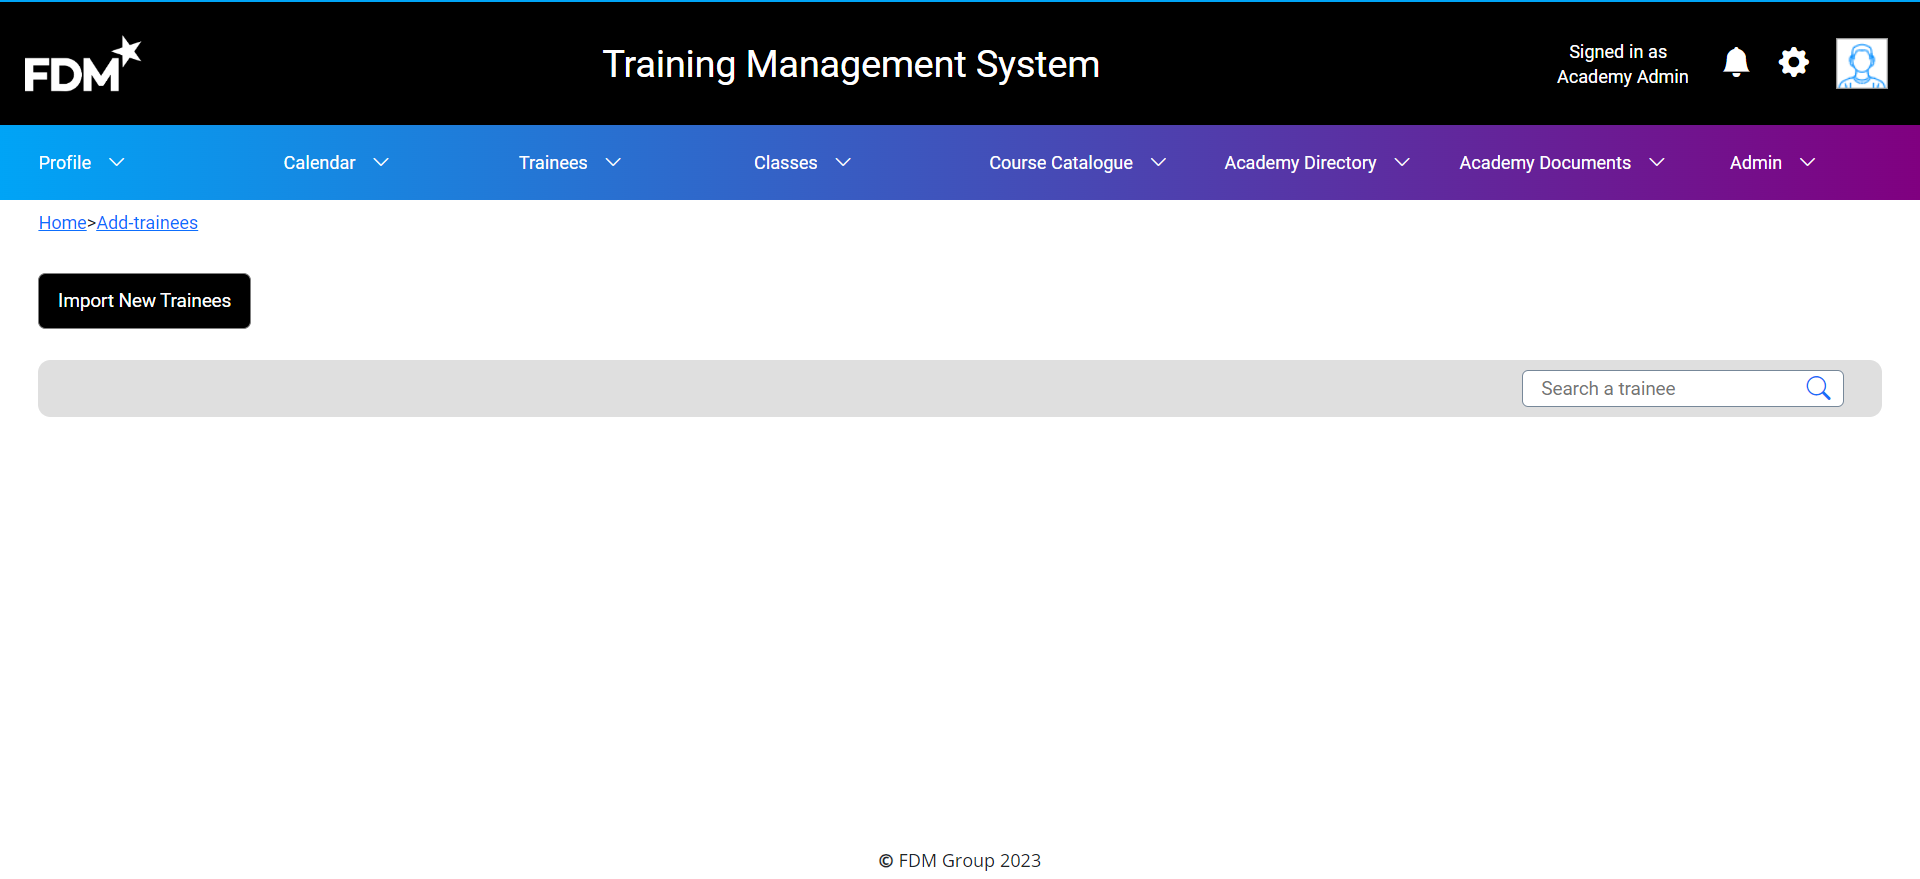 FDM
Training Management System
Signed in as
Academy Admin
Profile
Calendar
Trainees
Classes
Course Catalogue
Academy Directory
Academy Documents
Admin
Home>Add-trainees
Import New Trainees
Search a trainee
© FDM Group 2023